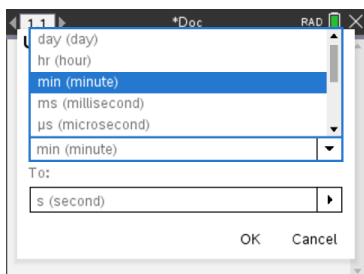 1.1 *Doc RAD
day (day)
hr (hour)
min (minute)
ms (millisecond)
µs (microsecond)
min (minute)
To:
s (second)
OK Cancel